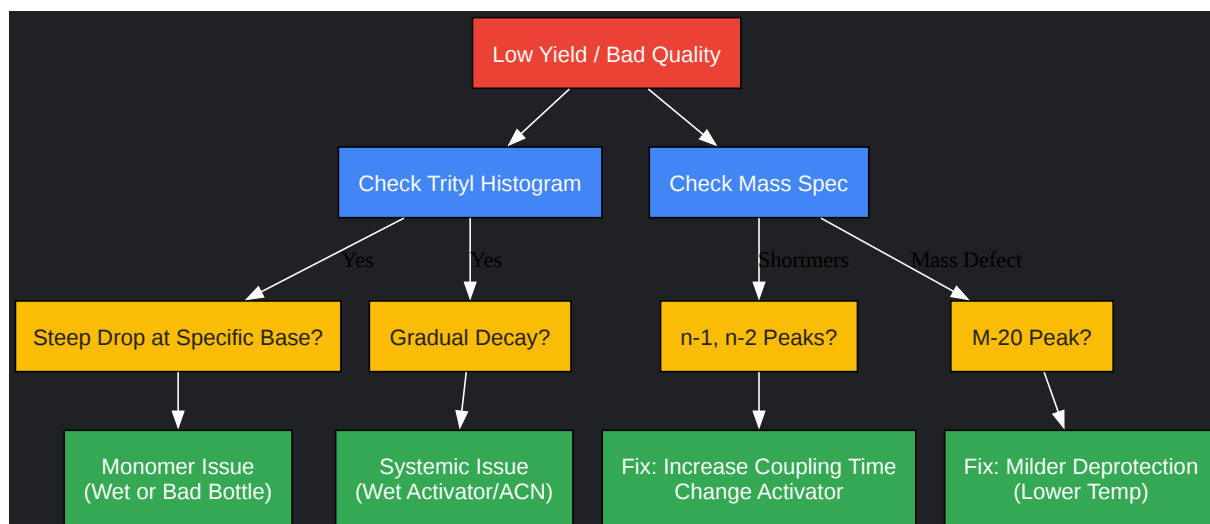 Low Yield / Bad Quality
Check Trityl Histogram
Check Mass Spec
Yes
Yes
Shortmers
Mass Defect
Steep Drop at Specific Base?
Gradual Decay?
n-1, n-2 Peaks?
M-20 Peak?
Monomer Issue
(Wet or Bad Bottle)
Systemic Issue
(Wet Activator/ACN)
Fix: Increase Coupling Time
Change Activator
Fix: Milder Deprotection
(Lower Temp)